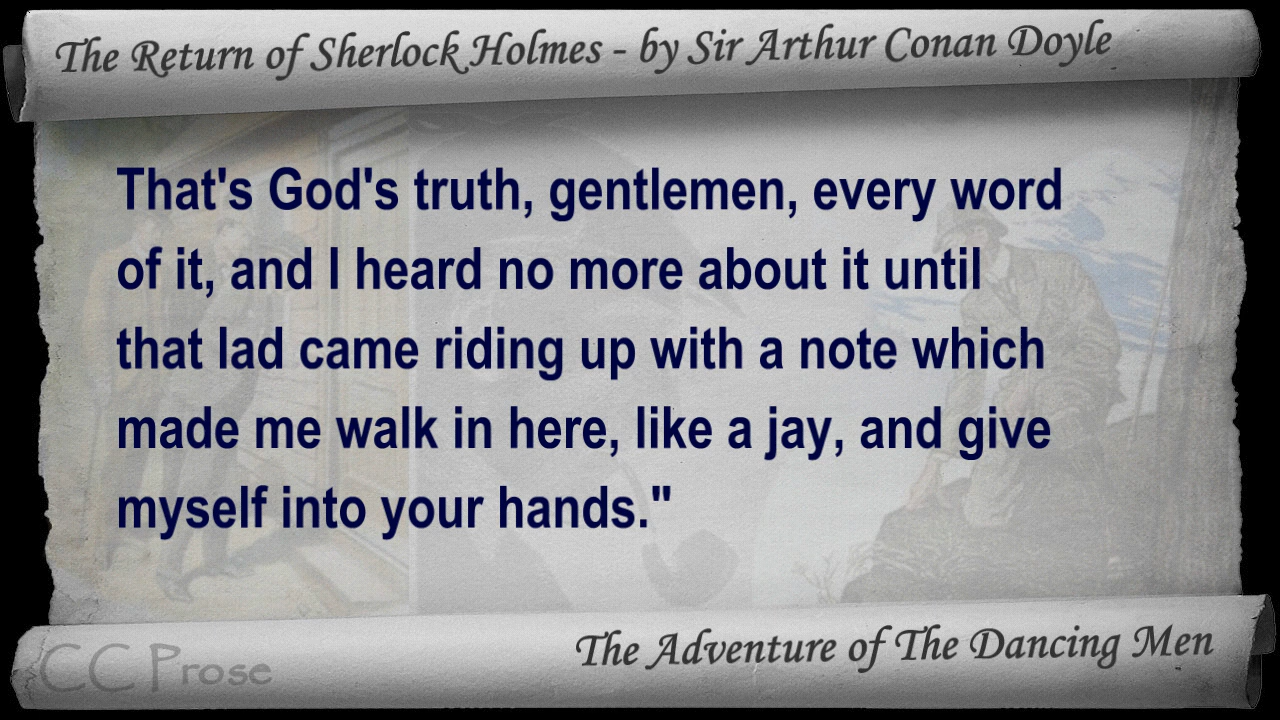 The Return of Sherlock Holmes - by Sir Arthur Conan Doyle
That's God's truth, gentlemen, every word
of it, and I heard no more about it until
that lad came riding up with a note which
made me walk in here, like a jay, and give
myself into your hands."
The Adventure of The Dancing Men
CC Prose